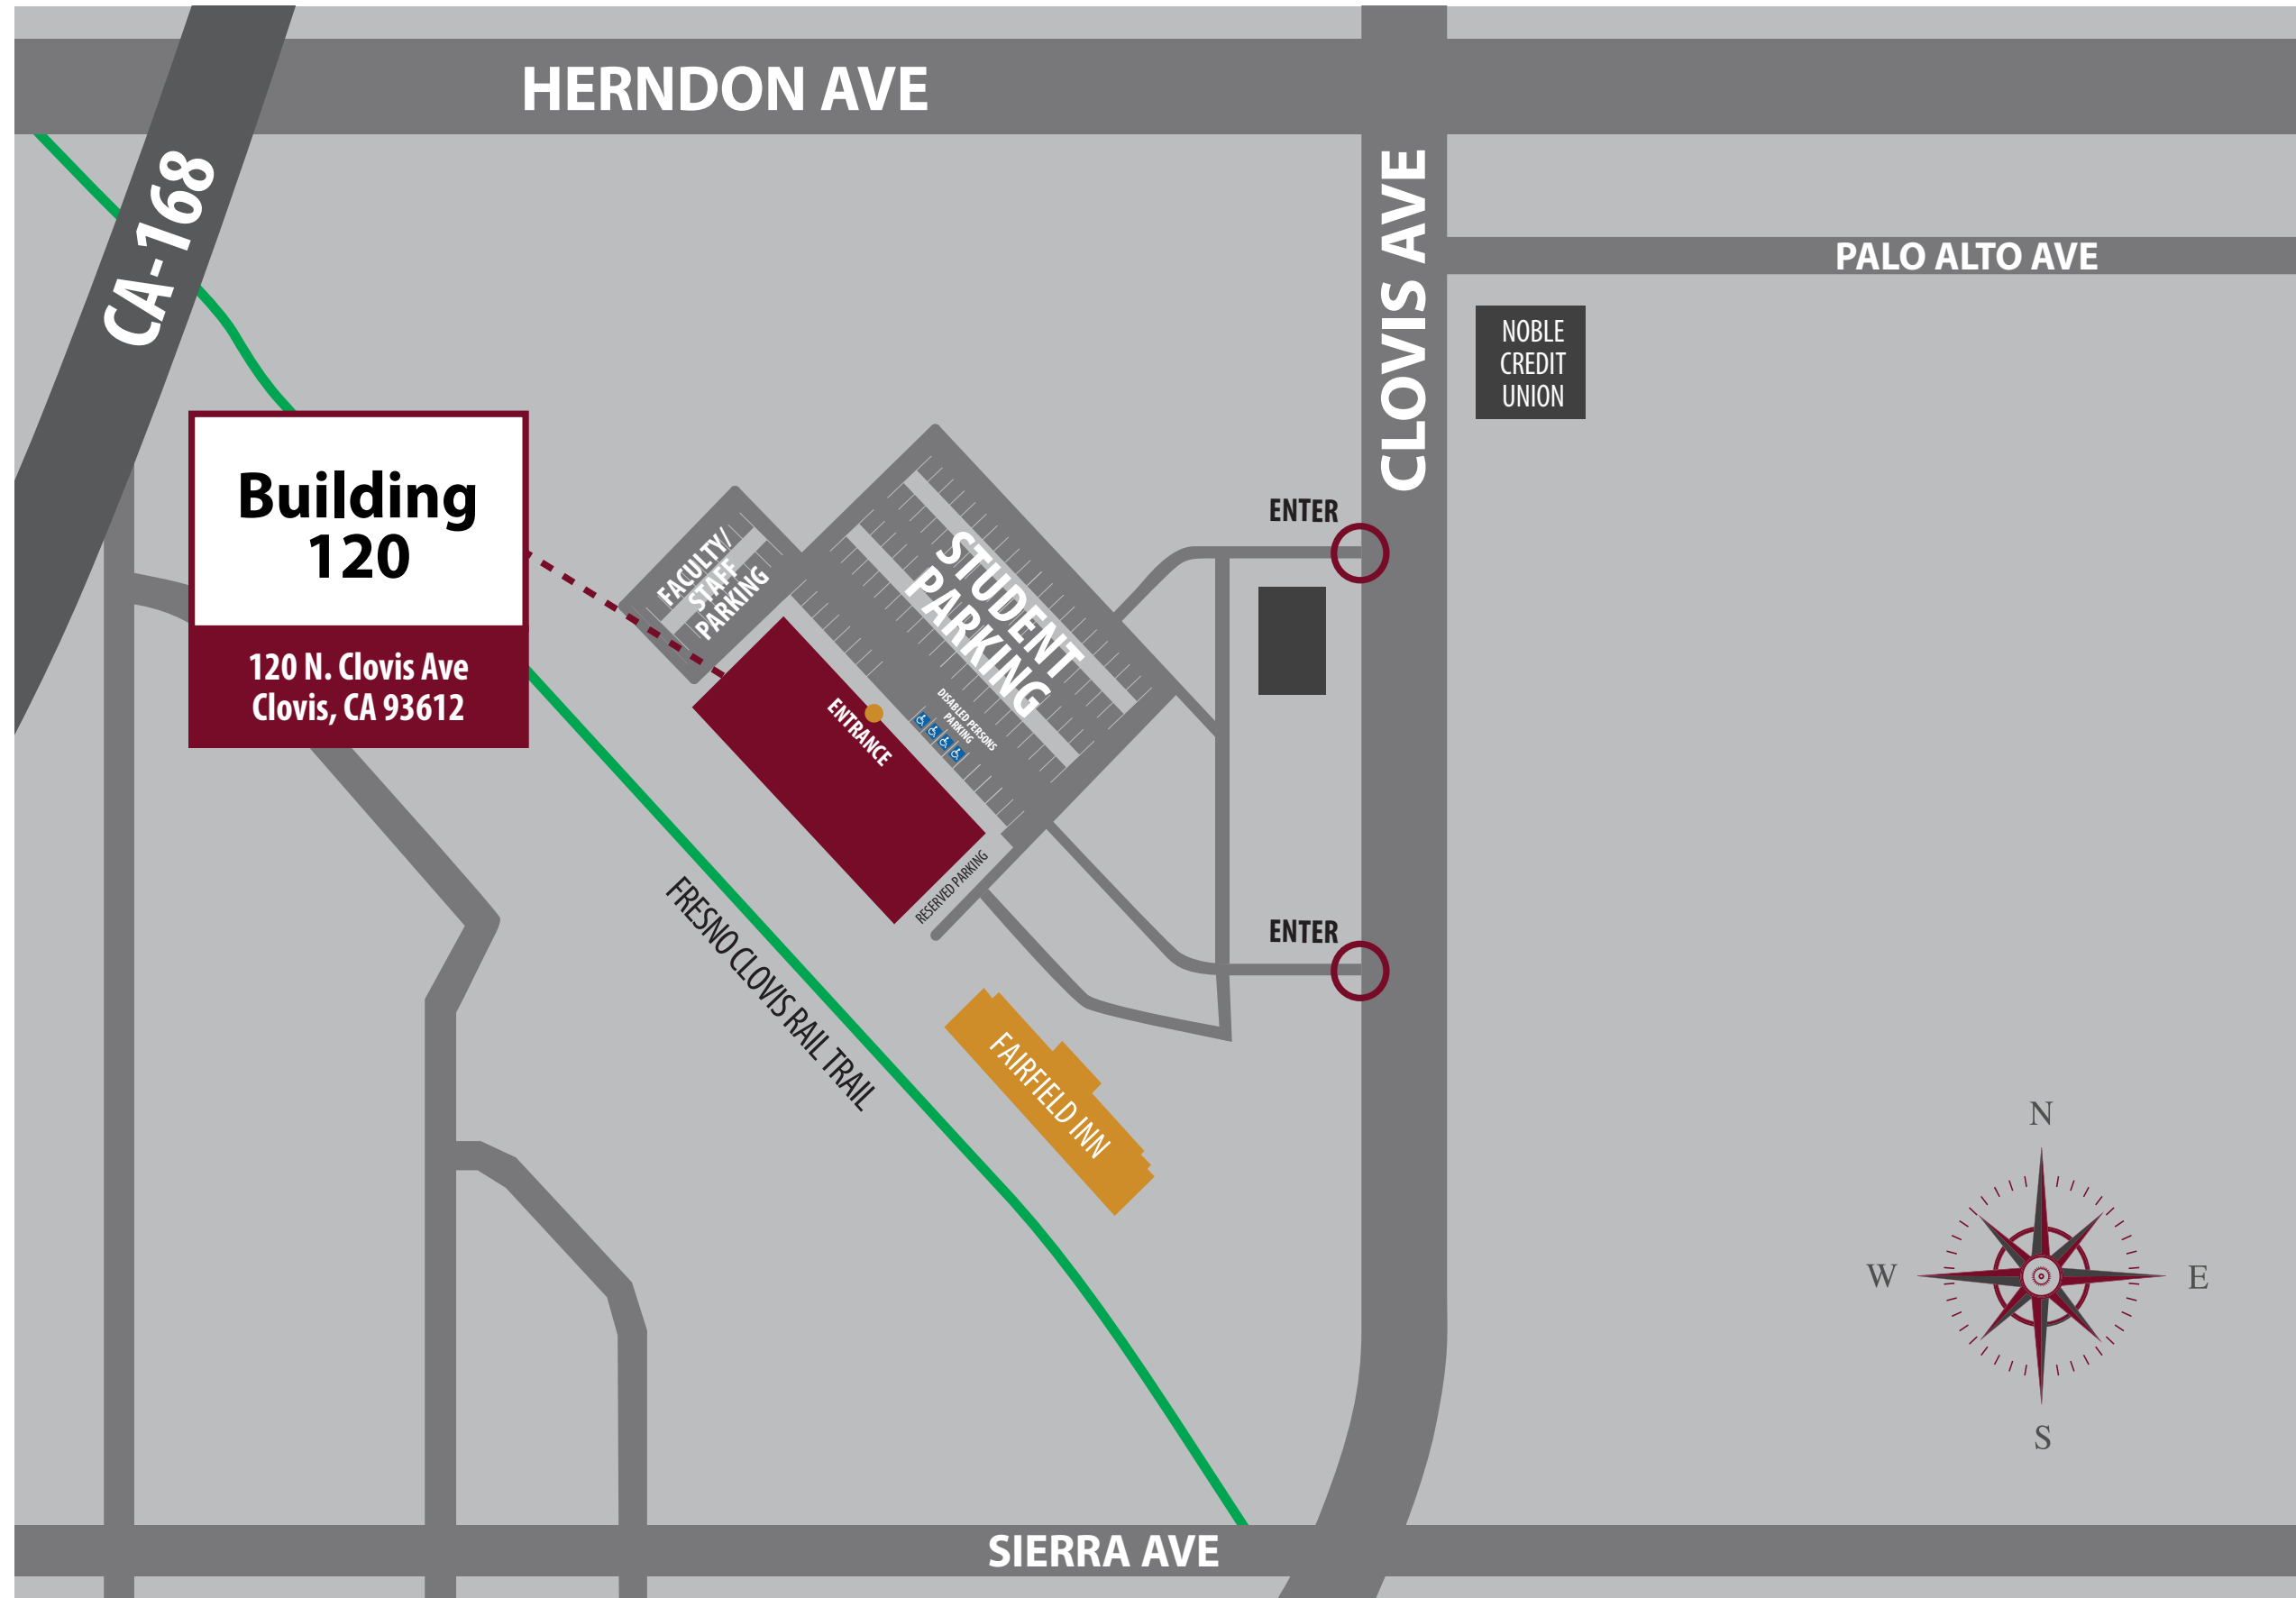 HERNDON AVE
CA-168
CLOVIS AVE
PALO ALTO AVE
NOBLE
CREDIT
UNION
Building
120
120 N. Clovis Ave
Clovis, CA 93612
FACULTY/
STAFF
PARKING
STUDENT
PARKING
ENTER
DISABLED PERSONS
PARKING
ENTRANCE
RESERVED PARKING
ENTER
FRESNO CLOVIS RAIL TRAIL
FAIRFIELD INN
N
W
E
S
SIERRA AVE